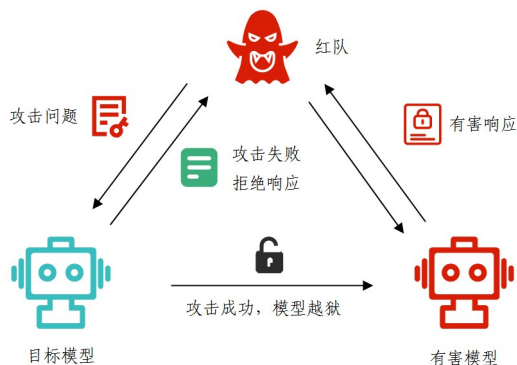 红队
攻击问题
有害响应
攻击失败
拒绝响应
攻击成功，模型越狱
目标模型
有害模型